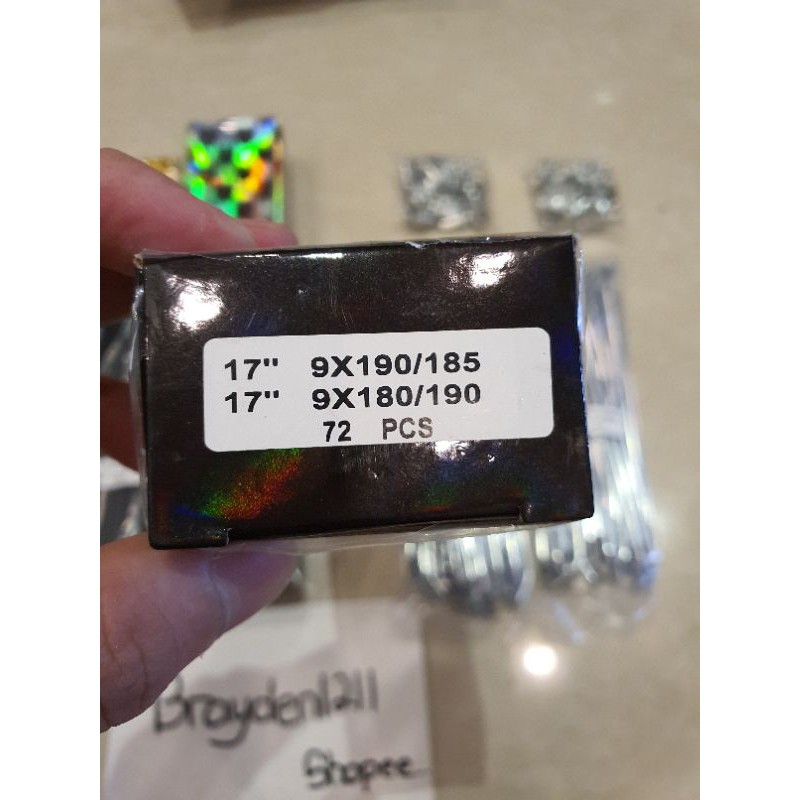 17" 9X190/185
17" 9X180/190
72 PCS
Brayden1211
Shopee